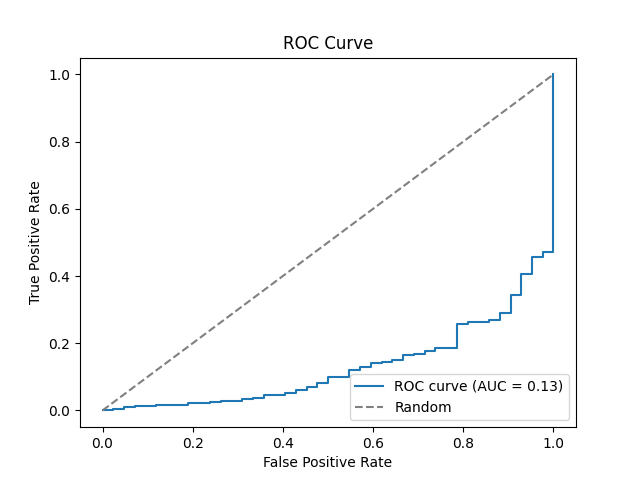 ROC Curve
True Positive Rate
1.0
0.8
0.6
0.4
0.2
0.0
0.0 0.2 0.4 0.6 0.8 1.0
False Positive Rate
ROC curve (AUC = 0.13)
Random